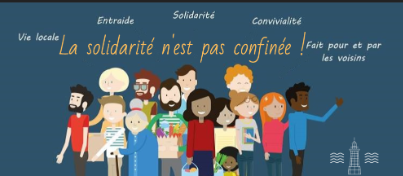 Solidarité
Entraide
Convivialité
Vie locale
La solidarité n'est pas confinée !
Fait pour et par
les voisins